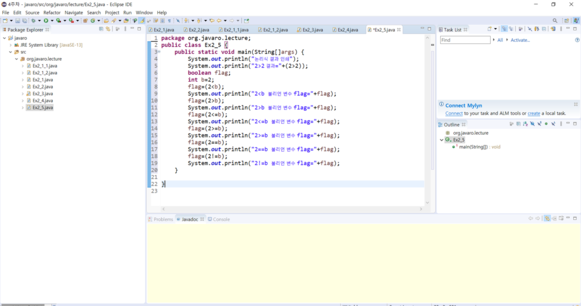 4주차 - javaro/src/org/javaro/lecture/Ex2_5.java - Eclipse IDE
File Edit Source Refactor Navigate Search Project Run Window Help
Package Explorer
javaro
JRE System Library
src
org.javaro.lecture
Ex2_1_1.java
Ex2_1_2.java
Ex2_1.java
Ex2_2.java
Ex2_3.java
Ex2_4.java
Ex2_5.java
Ex2_1.java
Ex2_2.java
Ex2_1_1.java
Ex2_1_2.java
Ex2_3.java
Ex2_4.java
*Ex2_5.java
1 package org.javaro.lecture;
2 public class Ex2_5 {
3 public static void main(String[]args) {
4 System.out.println("논리식 결과 인쇄");
5 System.out.println("2>2 결과="+(2>2));
6 boolean flag;
7 int b=2;
8 flag=(2<b);
9 System.out.println("2<b 불리언 변수 flag="+flag);
10 flag=(2>b);
11 System.out.println("2>b 불리언 변수 flag="+flag);
12 flag=(2<=b);
13 System.out.println("2<=b 불리언 변수 flag="+flag);
14 flag=(2>=b);
15 System.out.println("2>=b 불리언 변수 flag="+flag);
16 flag=(2==b);
17 System.out.println("2==b 불리언 변수 flag="+flag);
18 flag=(2!=b);
19 System.out.println("2!=b 불리언 변수 flag="+flag);
20 }
21
22 }
23
Task List
Find
All
Activate..
Connect Mylyn
Connect to your task and ALM tools or create a local task.
Outline
org.javaro.lecture
Ex2_5
main(String[]) : void
Problems
Javadoc
Console